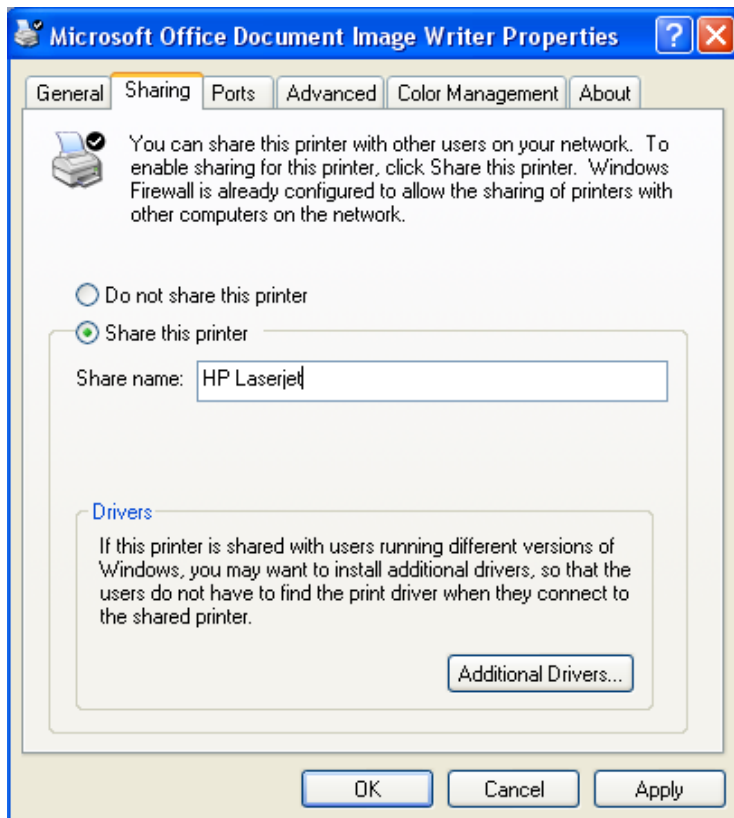 Microsoft Office Document Image Writer Properties
General Sharing Ports Advanced Color Management About
You can share this printer with other users on your network. To
enable sharing for this printer, click Share this printer. Windows
Firewall is already configured to allow the sharing of printers with
other computers on the network.
Do not share this printer
Share this printer
Share name: HP Laserjet
Drivers
If this printer is shared with users running different versions of
Windows, you may want to install additional drivers, so that the
users do not have to find the print driver when they connect to
the shared printer.
Additional Drivers...
OK Cancel Apply